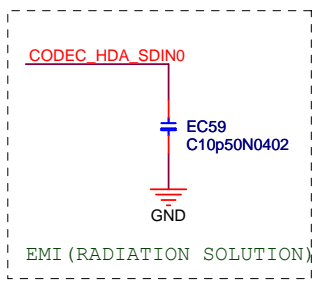 CODEC_HDA_SDIN0
EC59
C10p50N0402
GND
EMI(RADIATION SOLUTION)